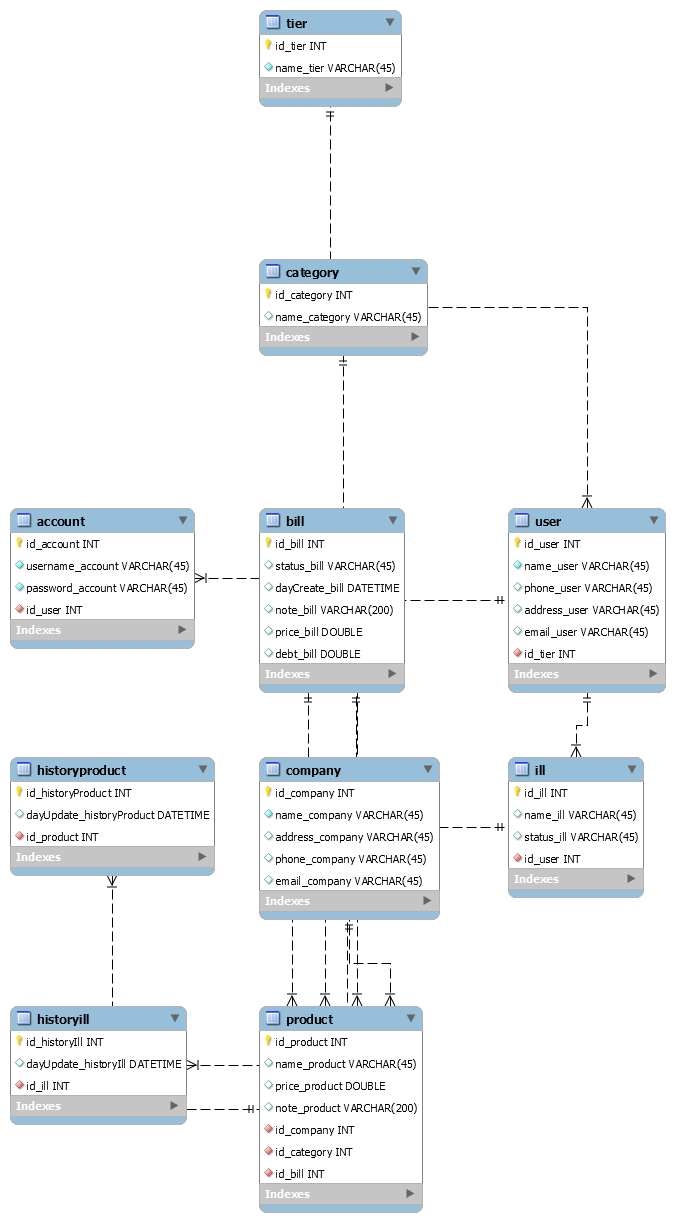 tier
id_tier INT
name_tier VARCHAR(45)
Indexes
category
id_category INT
name_category VARCHAR(45)
Indexes
account
id_account INT
username_account VARCHAR(45)
password_account VARCHAR(45)
id_user INT
Indexes
bill
id_bill INT
status_bill VARCHAR(45)
dayCreate_bill DATETIME
note_bill VARCHAR(200)
price_bill DOUBLE
debt_bill DOUBLE
Indexes
user
id_user INT
name_user VARCHAR(45)
phone_user VARCHAR(45)
address_user VARCHAR(45)
email_user VARCHAR(45)
id_tier INT
Indexes
historyproduct
id_historyProduct INT
dayUpdate_historyProduct DATETIME
id_product INT
Indexes
company
id_company INT
name_company VARCHAR(45)
address_company VARCHAR(45)
phone_company VARCHAR(45)
email_company VARCHAR(45)
Indexes
ill
id_ill INT
name_ill VARCHAR(45)
status_ill VARCHAR(45)
id_user INT
Indexes
historyill
id_historyIll INT
dayUpdate_historyIll DATETIME
id_ill INT
Indexes
product
id_product INT
name_product VARCHAR(45)
price_product DOUBLE
note_product VARCHAR(200)
id_company INT
id_category INT
id_bill INT
Indexes